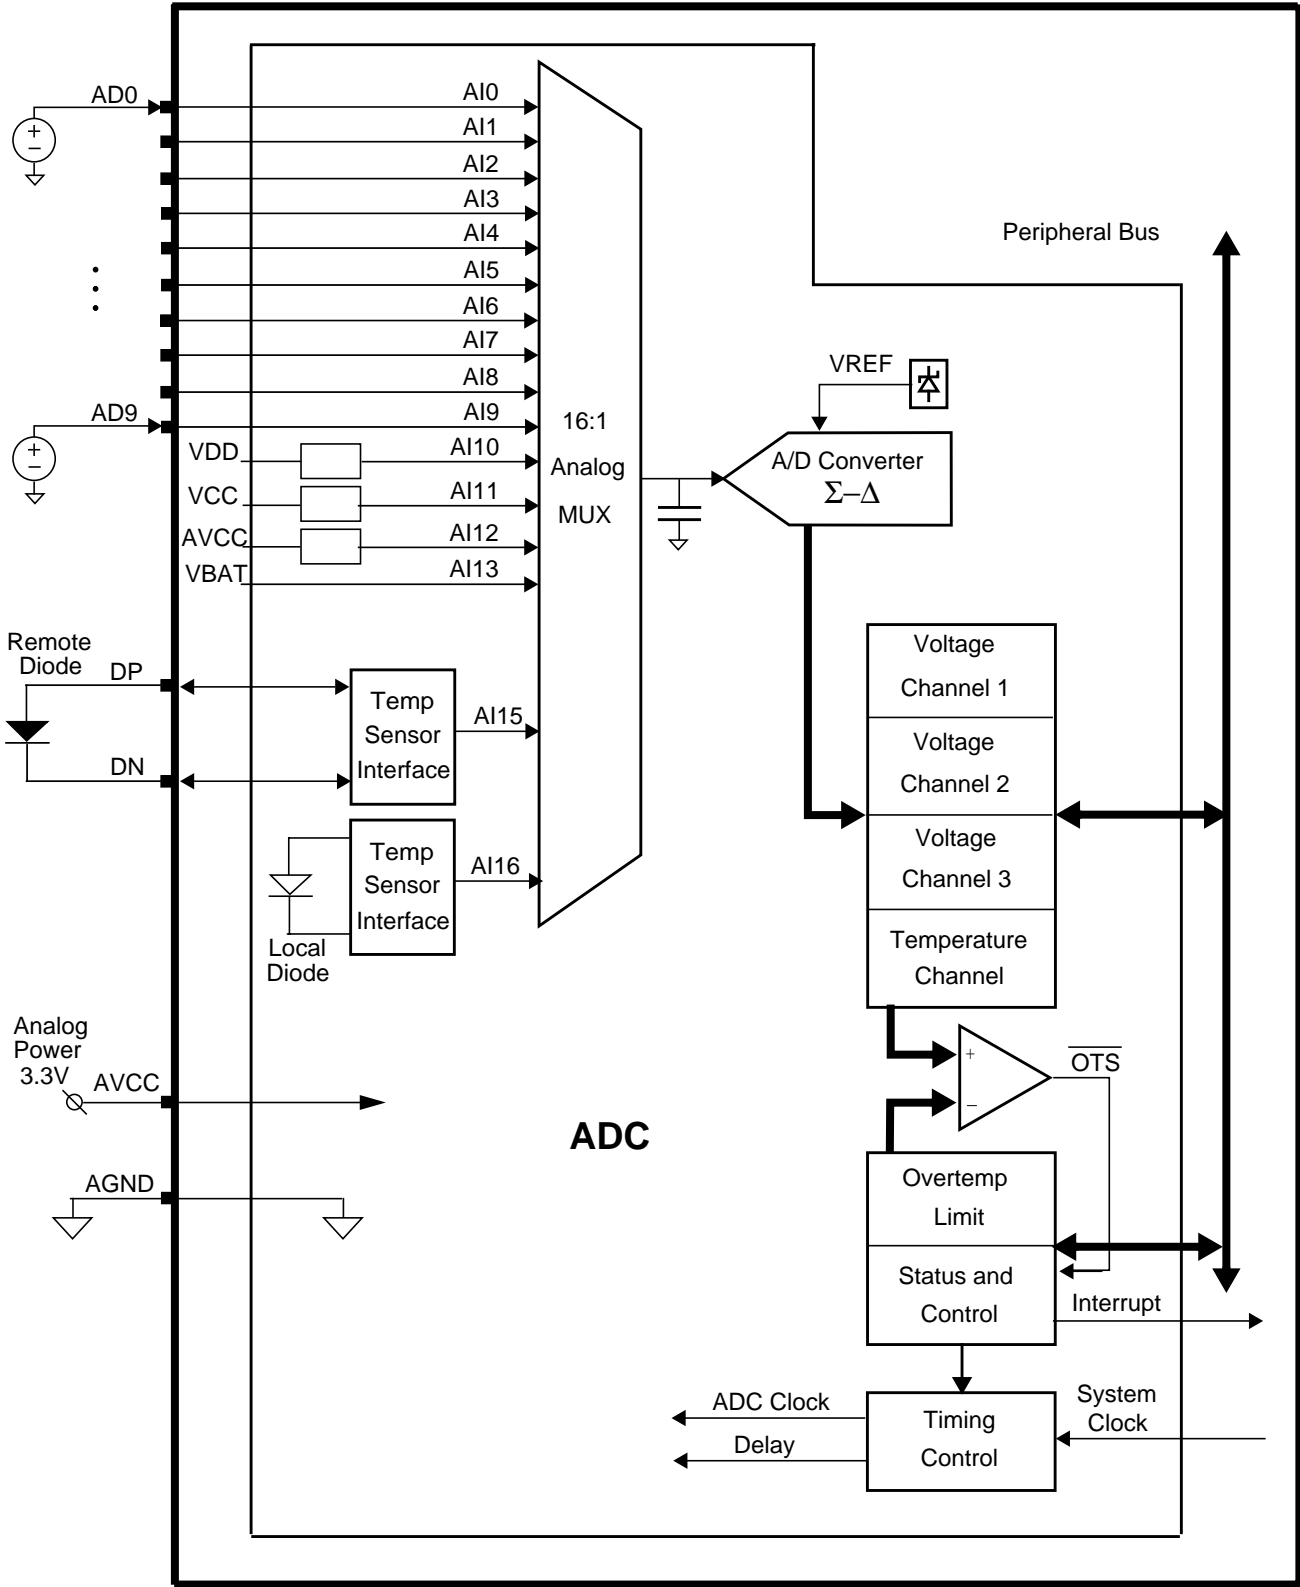 AD0
AI0
AI1
AI2
AI3
AI4
AI5
AI6
AI7
AI8
AD9
AI9
VDD
AI10
VCC
AI11
AVCC
AI12
VBAT
AI13
16:1
Analog
MUX
Peripheral Bus
VREF
A/D Converter
Σ–Δ
Remote
Diode
DP
DN
Temp
Sensor
Interface
AI15
Temp
Sensor
Interface
AI16
Local
Diode
Voltage
Channel 1
Voltage
Channel 2
Voltage
Channel 3
Temperature
Channel
OTS
Analog
Power
3.3V
AVCC
AGND
ADC
Overtemp
Limit
Status and
Control
Interrupt
ADC Clock
Delay
Timing
Control
System
Clock